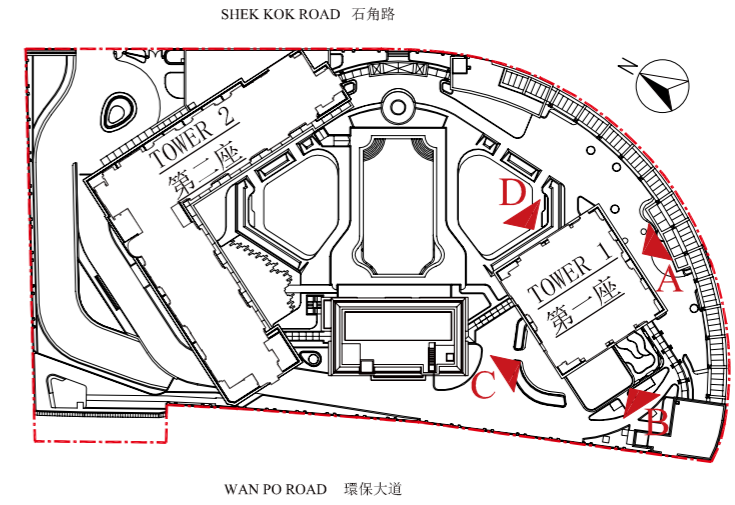 SHEK KOK ROAD 石角路
N
TOWER 2
第二座
D
TOWER 1
第一座
A
C
B
WAN PO ROAD 環保大道